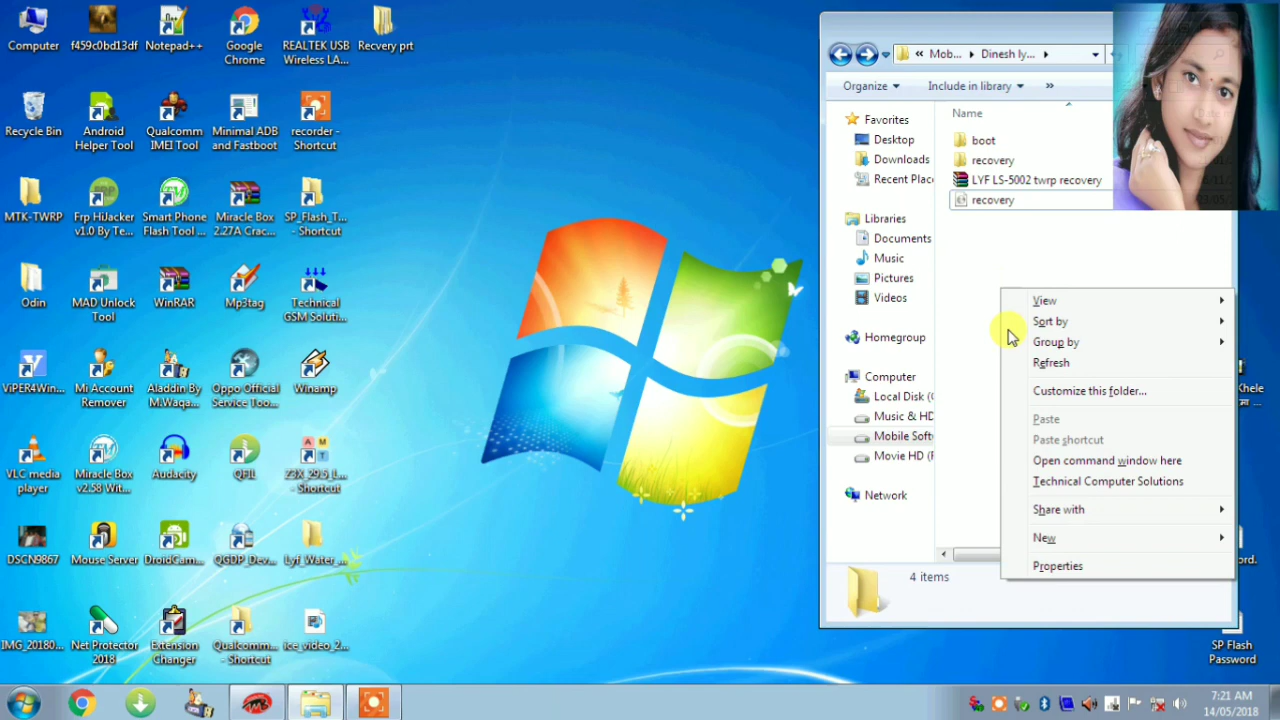 Computer
f459c0bd13df
Notepad++
Google
Chrome
REALTEK USB
Wireless LA...
Recvery prt
Recycle Bin
Android
Helper Tool
Qualcomm
IMEI Tool
Minimal ADB
and Fastboot
recorder -
Shortcut
MTK-TWRP
Frp HiJacker
v1.0 By Te...
Smart Phone
Flash Tool ...
Miracle Box
2.27A Crac...
SP_Flash_T...
- Shortcut
Odin
MAD Unlock
Tool
WinRAR
Mp3tag
Technical
GSM Soluti...
ViPER4Win...
Mi Account
Remover
Aladdin By
M.Waqa...
Oppo Official
Service Too...
Winamp
VLC media
player
Miracle Box
v2.58 Wit...
Audacity
QFIL
23X_29.5_L...
- Shortcut
DSCN9867
Mouse Server
DroidCam...
QGDP_Dev...
Lyf_Water_...
IMG_20180...
Net Protector
2018
Extension
Changer
Qualcomm...
- Shortcut
ice_video_2...
« Mob...
Dinesh ly...
Organize
Include in library
»
Name
Favorites
Desktop
Downloads
Recent Plac
Libraries
Documents
Music
Pictures
Videos
Homegroup
Computer
Local Disk (
Music & HD
Mobile Soft
Movie HD (F
Network
boot
recovery
LYF LS-5002 twrp recovery
recovery
4 items
View
Sort by
Group by
Refresh
Customize this folder...
Paste
Paste shortcut
Open command window here
Technical Computer Solutions
Share with
New
Properties
Khele
ord.
SP Flash
Password
7:21 AM
14/05/2018